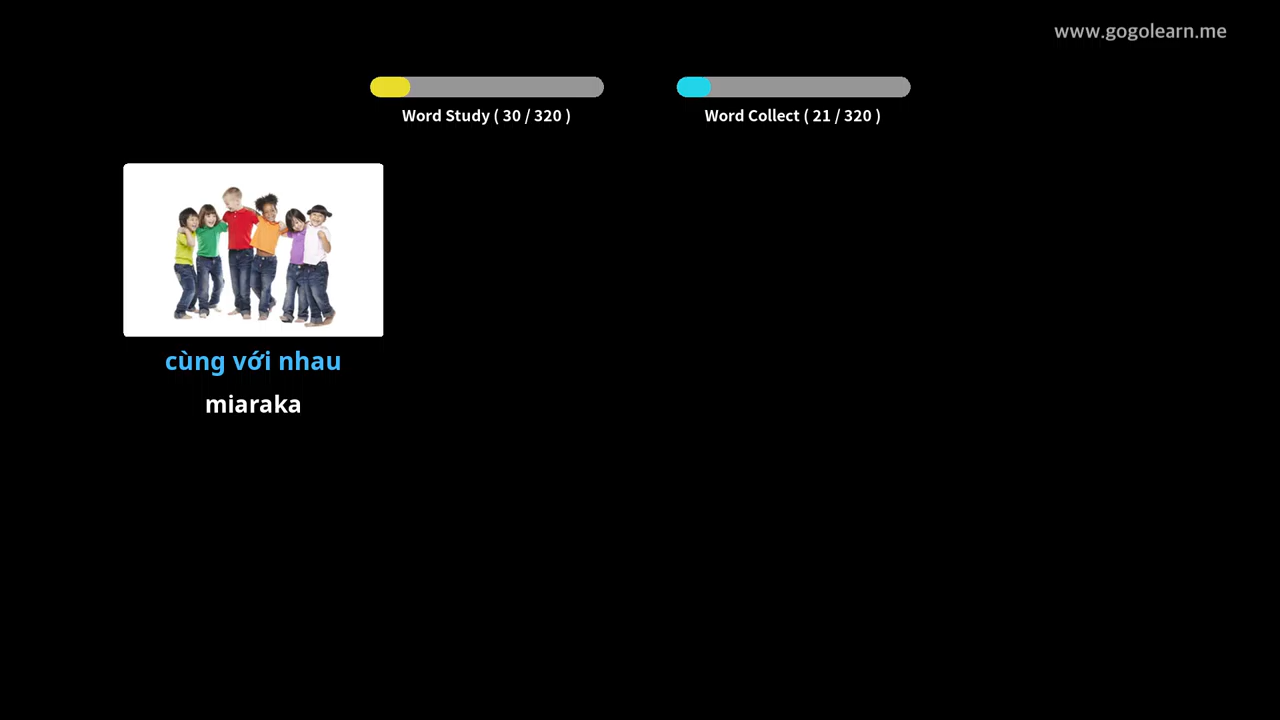 www.gogolearn.me
Word Study ( 30 / 320 )
Word Collect ( 21 / 320 )
cùng với nhau
miaraka